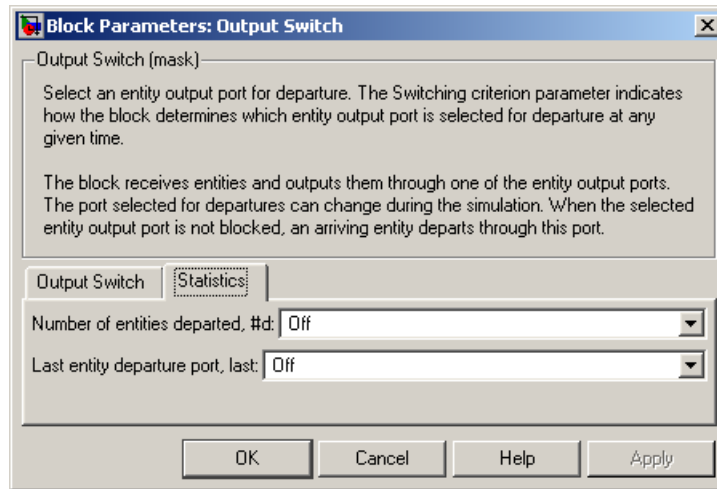 Block Parameters: Output Switch
Output Switch (mask)
Select an entity output port for departure. The Switching criterion parameter indicates
how the block determines which entity output port is selected for departure at any
given time.
The block receives entities and outputs them through one of the entity output ports.
The port selected for departures can change during the simulation. When the selected
entity output port is not blocked, an arriving entity departs through this port.
Output Switch Statistics
Number of entities departed, #d: Off
Last entity departure port, last: Off
OK Cancel Help Apply